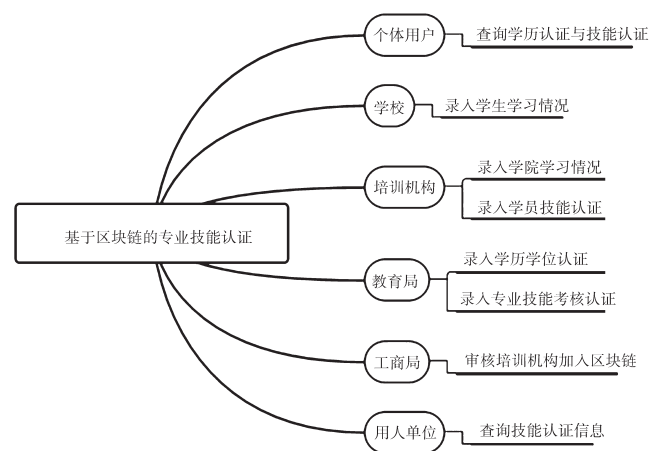 个体用户
查询学历认证与技能认证
学校
录入学生学习情况
培训机构
录入学院学习情况
录入学员技能认证
基于区块链的专业技能认证
教育局
录入学历学位认证
录入专业技能考核认证
工商局
审核培训机构加入区块链
用人单位
查询技能认证信息